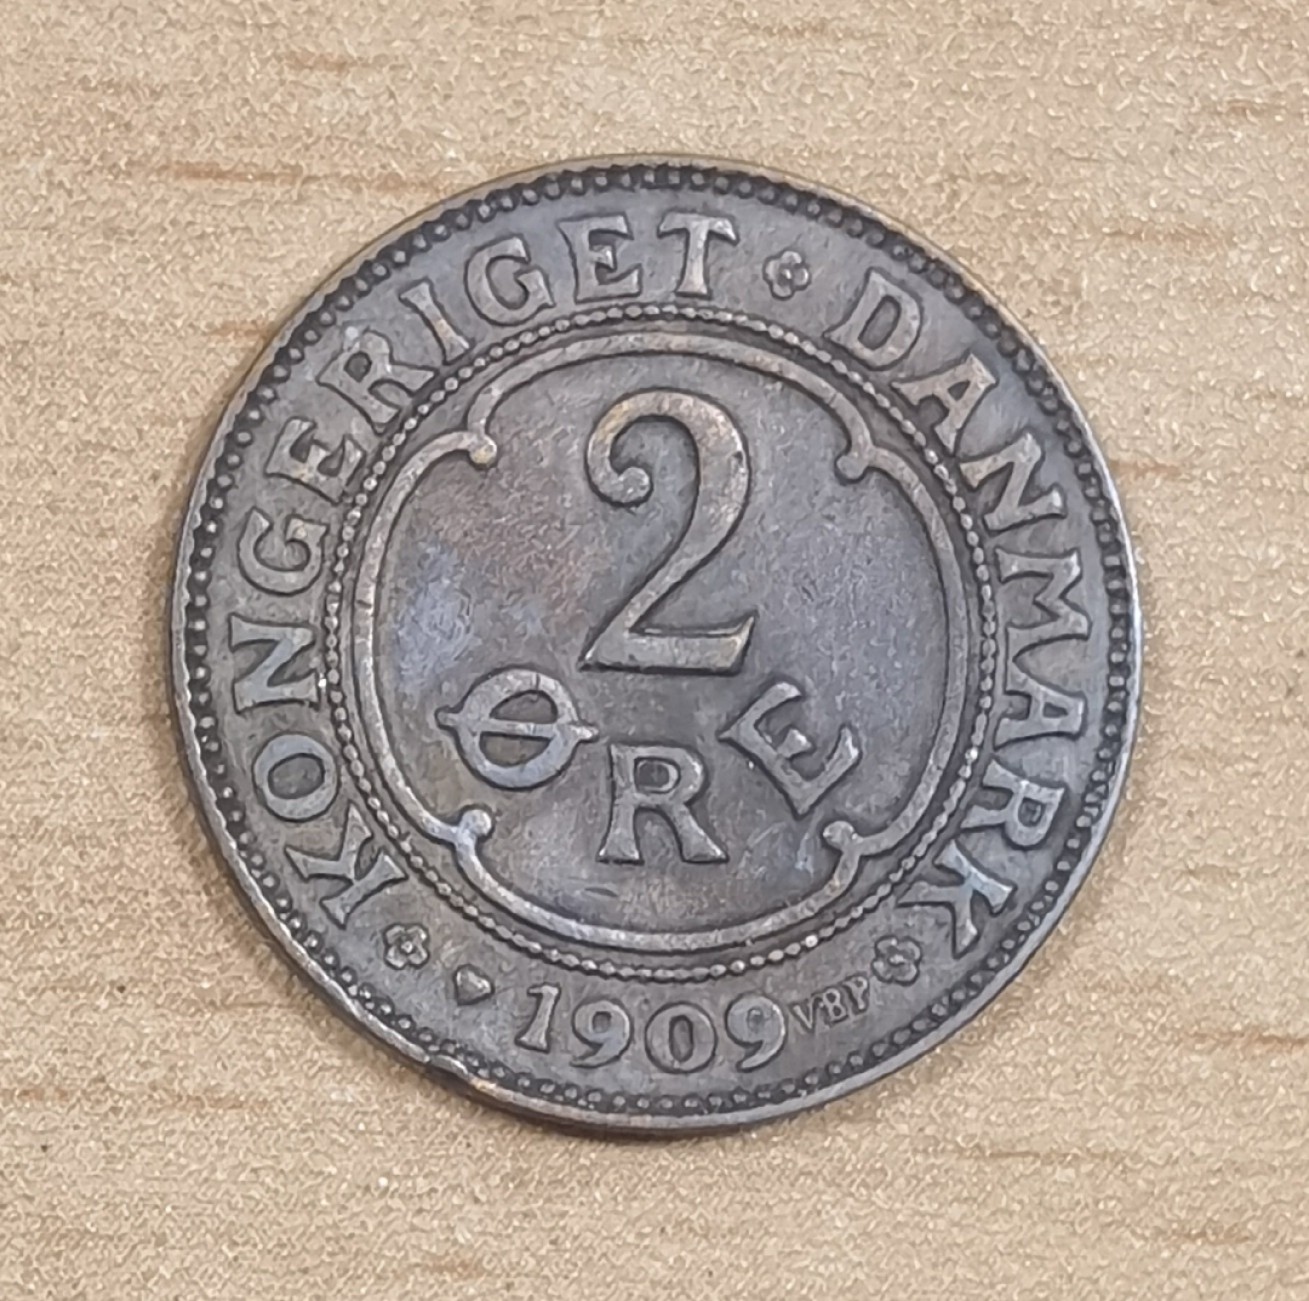 KONGERIGET DANMARK
2
ØRE
1909 VBP